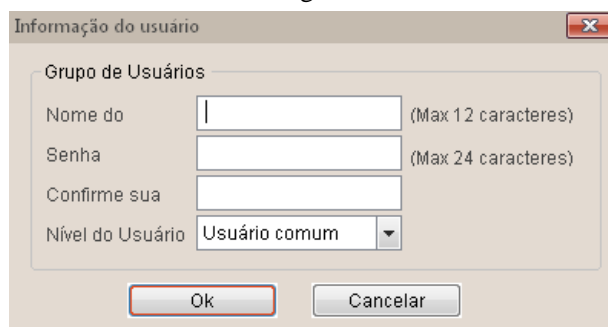 Informação do usuário
Grupo de Usuários
Nome do (Max 12 caracteres)
Senha (Max 24 caracteres)
Confirme sua
Nível do Usuário Usuário comum
Ok Cancelar